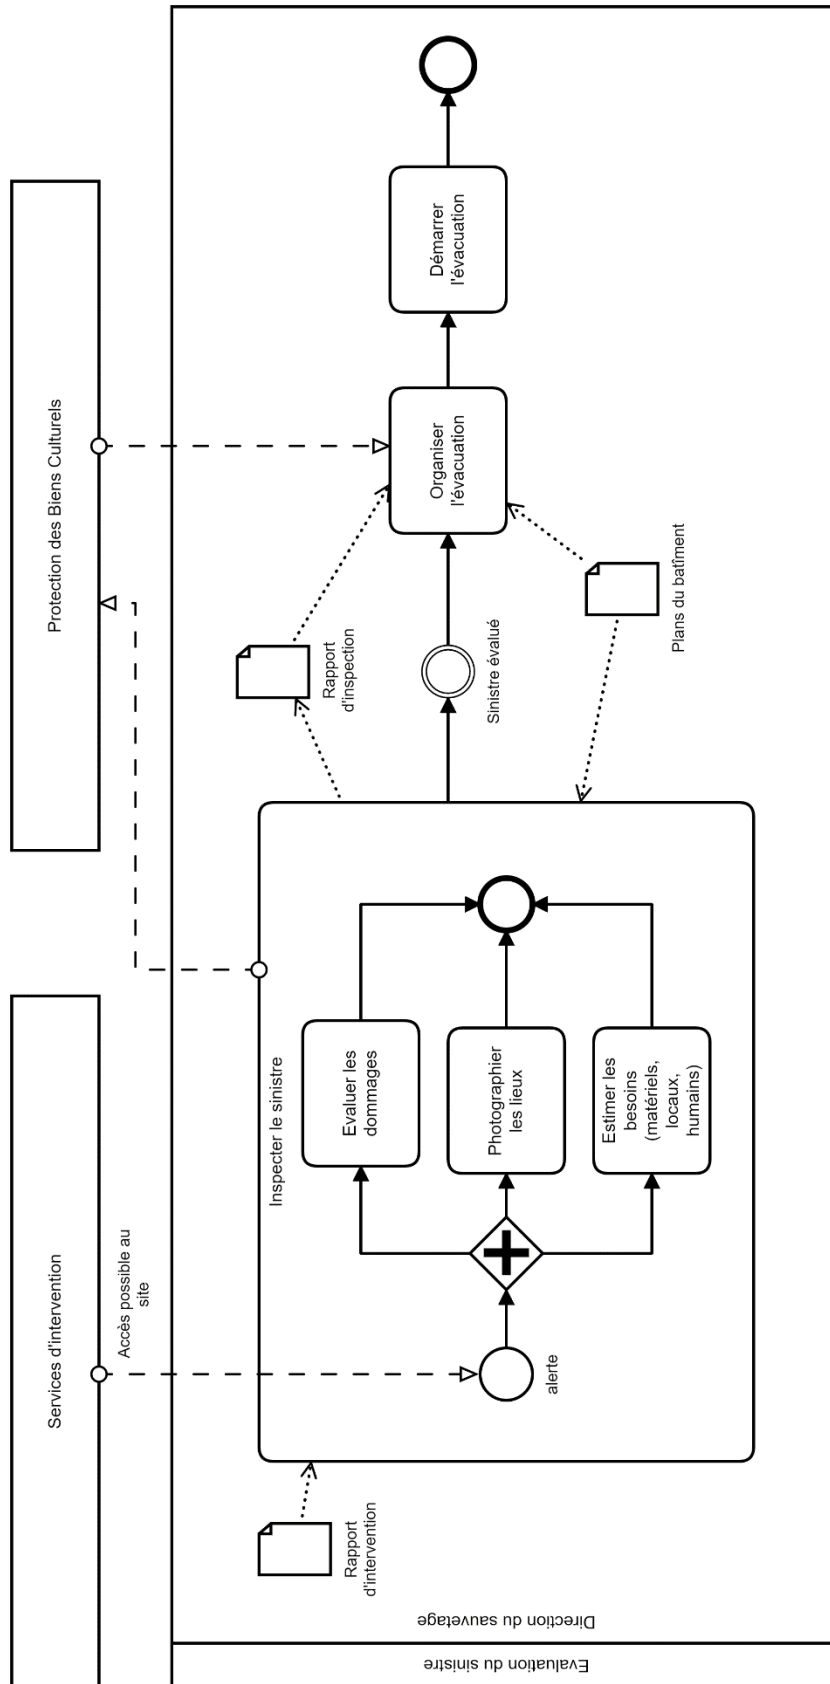 Services d'intervention
Protection des Biens Culturels
Accès possible au
site
Rapport
d'intervention
Inspecter le sinistre
alerte
Evaluer les
dommages
Photographier
les lieux
Estimer les
besoins
(matériels,
locaux,
humains)
Rapport
d'inspection
Sinistre évalué
Organiser
l'évacuation
Plans du batîment
Démarrer
l'évacuation
Direction du sauvetage
Evaluation du sinistre